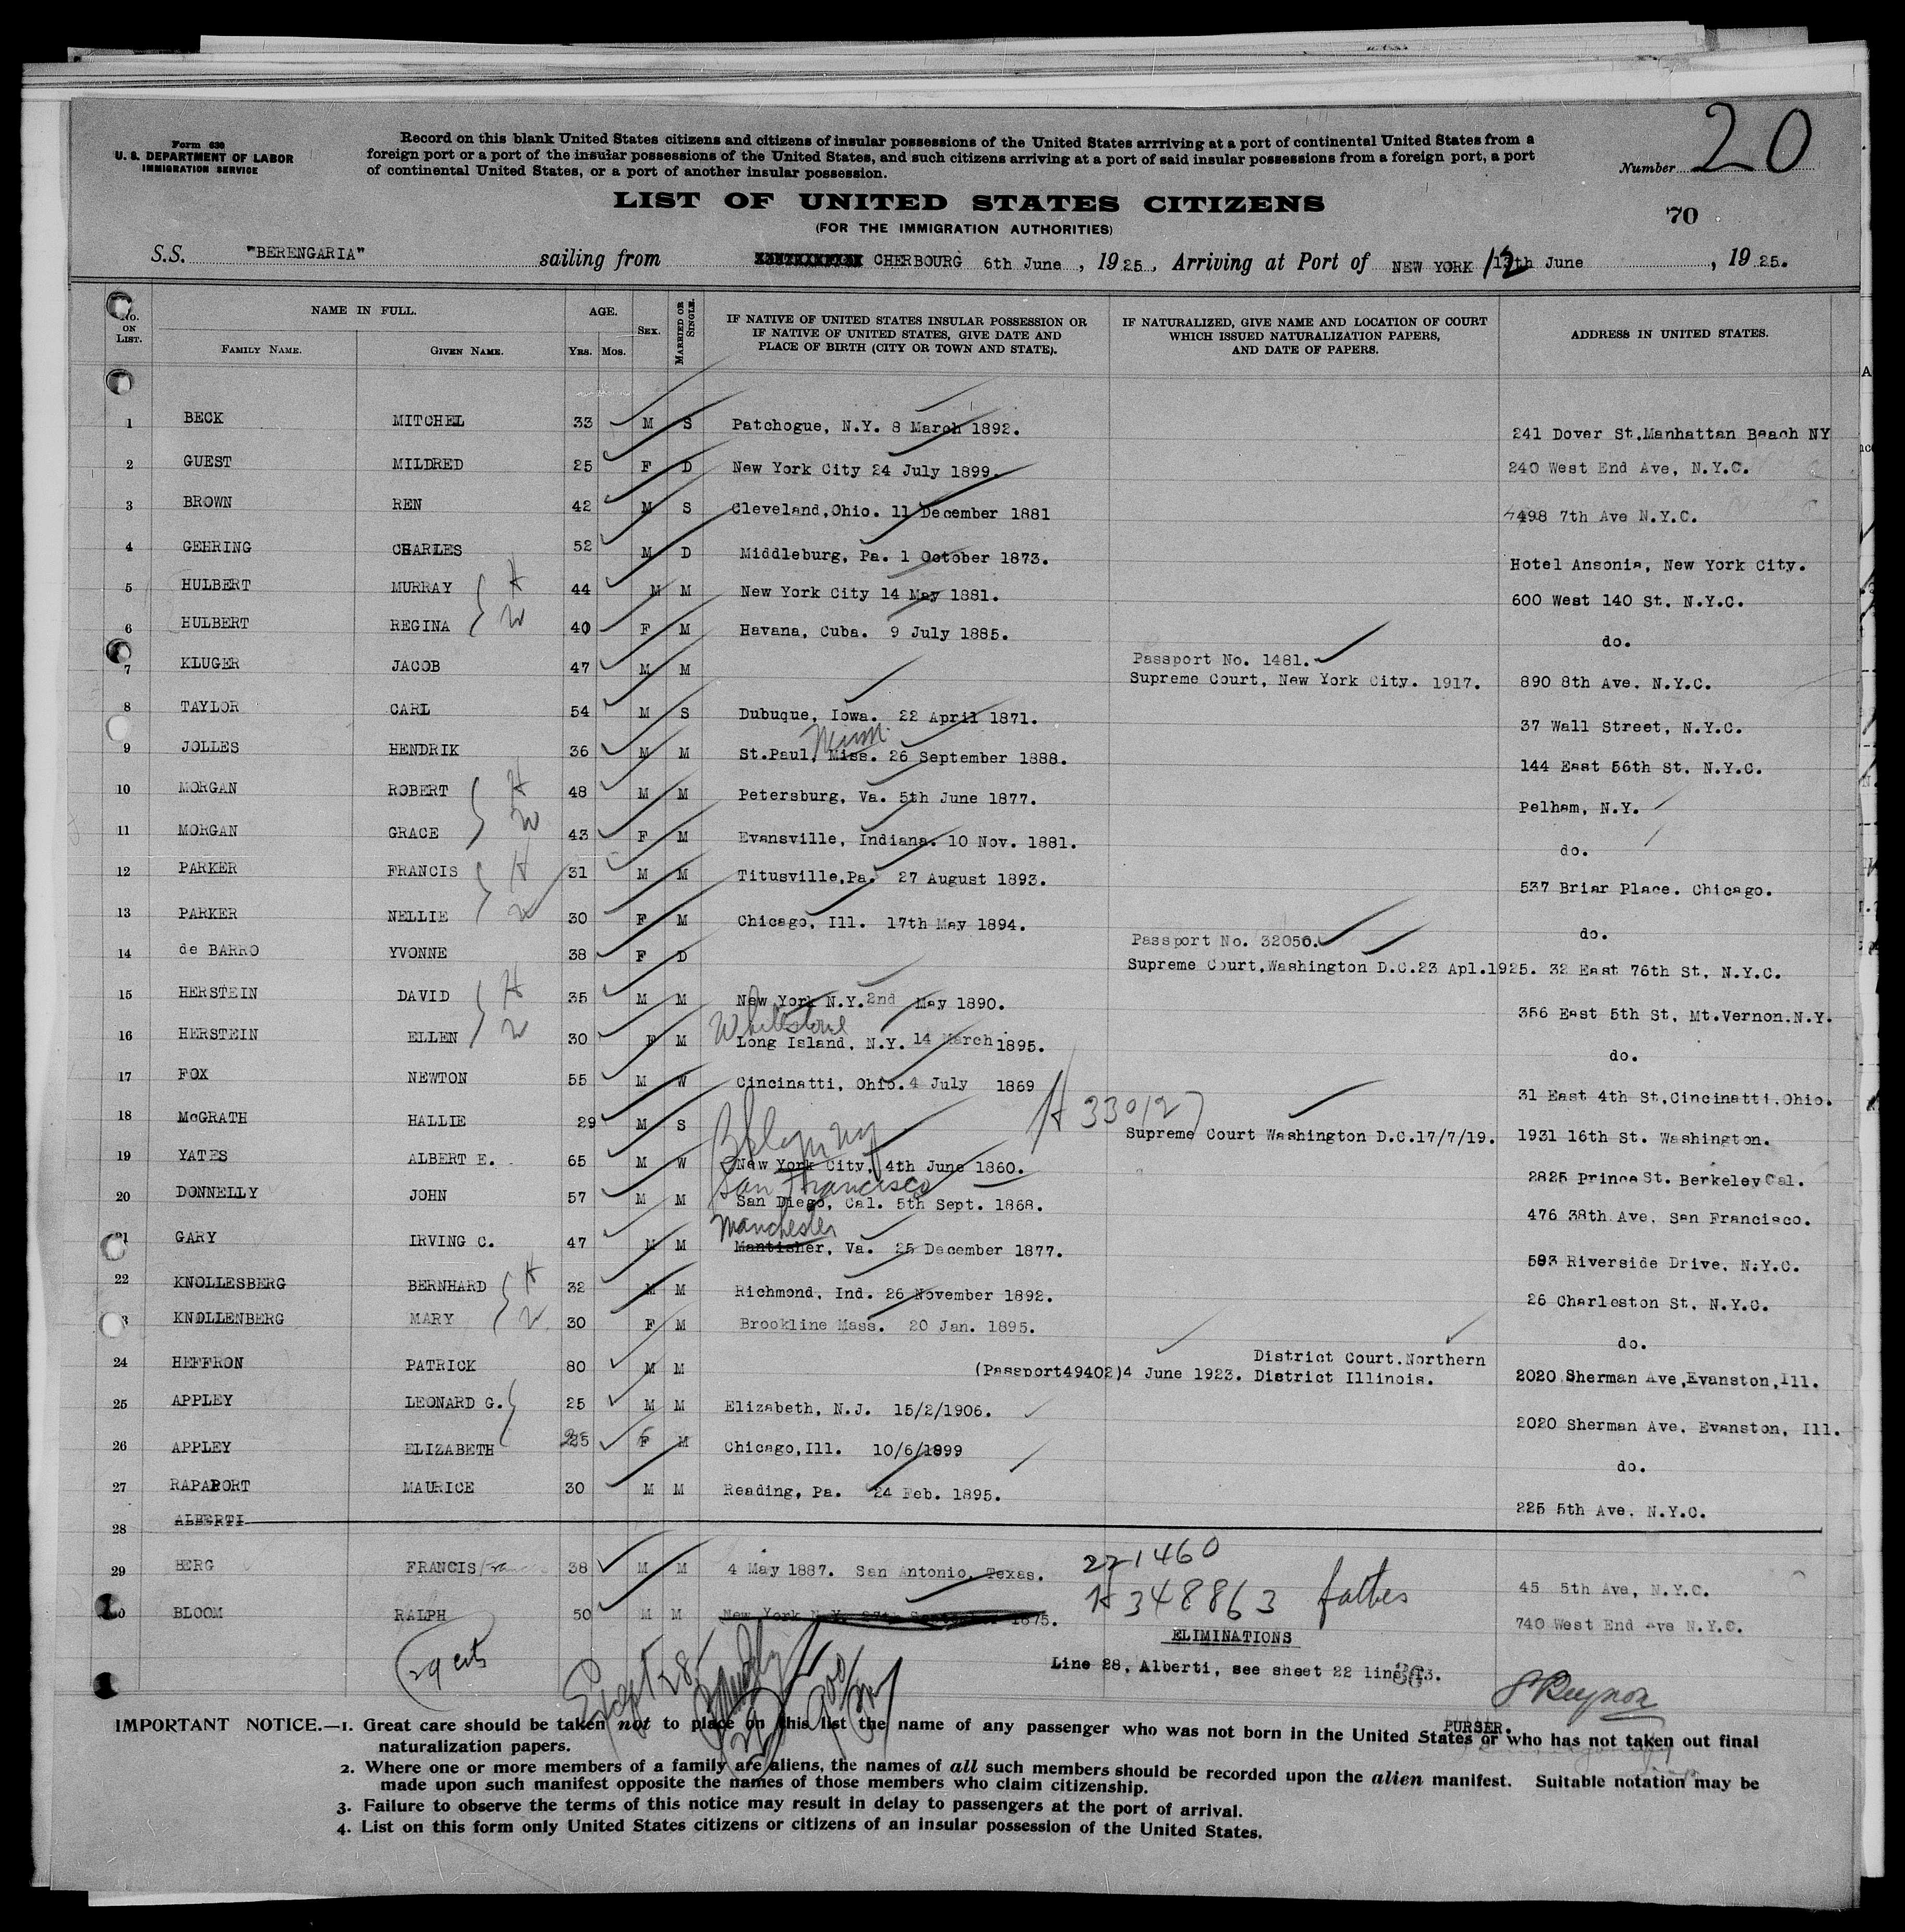 Form 630
U. S. DEPARTMENT OF LABOR
IMMIGRATION SERVICE
Record on this blank United States citizens and citizens of insular possessions of the United States arrriving at a port of continental United States from a
foreign port or a port of the insular possessions of the United States, and such citizens arriving at a port of said insular possessions from a foreign port, a port
of continental United States, or a port of another insular possession.
Number 20
LIST OF UNITED STATES CITIZENS
(FOR THE IMMIGRATION AUTHORITIES)
70
S.S. "BERENGARIA" sailing from CHERBOURG 6th June, 1925, Arriving at Port of NEW YORK 12th June, 1925.
No. ON LIST. NAME IN FULL. FAMILY NAME. GIVEN NAME. AGE. YRS. MOS. SEX. MARRIED OR SINGLE. IF NATIVE OF UNITED STATES INSULAR POSSESSION OR IF NATIVE OF UNITED STATES, GIVE DATE AND PLACE OF BIRTH (CITY OR TOWN AND STATE). IF NATURALIZED, GIVE NAME AND LOCATION OF COURT WHICH ISSUED NATURALIZATION PAPERS, AND DATE OF PAPERS. ADDRESS IN UNITED STATES.
1 BECK MITCHEL 33 M S Patchogue, N.Y. 8 March 1892. 241 Dover St.Manhattan Beach NY
2 GUEST MILDRED 25 F D New York City 24 July 1899. 240 West End Ave, N.Y.C.
3 BROWN REN 42 M S Cleveland,Ohio. 11 December 1881 7498 7th Ave N.Y.C.
4 GEHRING CHARLES 52 M D Middleburg, Pa. 1 October 1873. Hotel Ansonia, New York City.
5 HULBERT MURRAY H 44 M M New York City 14 May 1881. 600 West 140 St. N.Y.C.
6 HULBERT REGINA W 40 F M Havana, Cuba. 9 July 1885. do.
7 KLUGER JACOB 47 M M Passport No. 1481. Supreme Court, New York City. 1917. 890 8th Ave. N.Y.C.
8 TAYLOR CARL 54 M S Dubuque, Iowa. 22 April 1871. 37 Wall Street, N.Y.C.
Minn.
9 JOLLES HENDRIK 36 M M St.Paul, Miss. 26 September 1888. 144 East 56th St. N.Y.C.
10 MORGAN ROBERT H 48 M M Petersburg, Va. 5th June 1877. Pelham, N.Y.
11 MORGAN GRACE W 43 F M Evansville, Indiana. 10 Nov. 1881. do.
12 PARKER FRANCIS H 31 M M Titusville,Pa. 27 August 1893. 537 Briar Place. Chicago.
13 PARKER NELLIE W 30 F M Chicago, Ill. 17th May 1894. do.
14 de BARRO YVONNE 38 F D Passport No. 32056. Supreme Court,Washington D.C.23 Apl.1925. 32 East 76th St, N.Y.C.
15 HERSTEIN DAVID H 35 M M New York N.Y.2nd May 1890. 356 East 5th St, Mt.Vernon.N.Y.
Whitestone
16 HERSTEIN ELLEN W 30 F M Long Island, N.Y. 14 March 1895. do.
17 FOX NEWTON 55 M W Cincinatti, Ohio. 4 July 1869 31 East 4th St,Cincinatti.Ohio.
H 330127
18 McGRATH HALLIE 29 M S Supreme Court Washington D.C.17/7/19. 1931 16th St. Washington.
19 YATES ALBERT E. 65 M W New York City, 4th June 1860. 2825 Prince St. Berkeley Cal.
San Francisco
20 DONNELLY JOHN 57 M M San Diego, Cal. 5th Sept. 1868. 476 38th Ave. San Francisco.
Manchester
21 GARY IRVING C. 47 M M Mantisher, Va. 25 December 1877. 593 Riverside Drive, N.Y.C.
22 KNOLLESBERG BERNHARD H 32 M M Richmond, Ind. 26 November 1892. 26 Charleston St, N.Y.C.
3 KNOLLENBERG MARY W 30 F M Brookline Mass. 20 Jan. 1895. do.
24 HEFFRON PATRICK 80 M M (Passport49402)4 June 1923. District Court.Northern District Illinois. 2020 Sherman Ave,Evanston,Ill.
25 APPLEY LEONARD G. 25 M M Elizabeth, N.J. 15/2/1906. 2020 Sherman Ave, Evanston, Ill.
26 APPLEY ELIZABETH 25 F M Chicago,Ill. 10/6/1899 do.
27 RAPAPORT MAURICE 30 M M Reading, Pa. 24 Feb. 1895. 225 5th Ave. N.Y.C.
28 ALBERTI
221460
29 BERG FRANCIS 38 M M 4 May 1887. San Antonio, Texas. 45 5th Ave, N.Y.C.
H 348863
0 BLOOM RALPH 50 M M New York N.Y. 27th September 1875. 740 West End Ave N.Y.C.
ELIMINATIONS
Line 28, Alberti, see sheet 22 line
29 cits
Except 28
PURSER.
IMPORTANT NOTICE.—1. Great care should be taken not to place on this list the name of any passenger who was not born in the United States or who has not taken out final
naturalization papers.
2. Where one or more members of a family are aliens, the names of all such members should be recorded upon the alien manifest. Suitable notation may be
made upon such manifest opposite the names of those members who claim citizenship.
3. Failure to observe the terms of this notice may result in delay to passengers at the port of arrival.
4. List on this form only United States citizens or citizens of an insular possession of the United States.